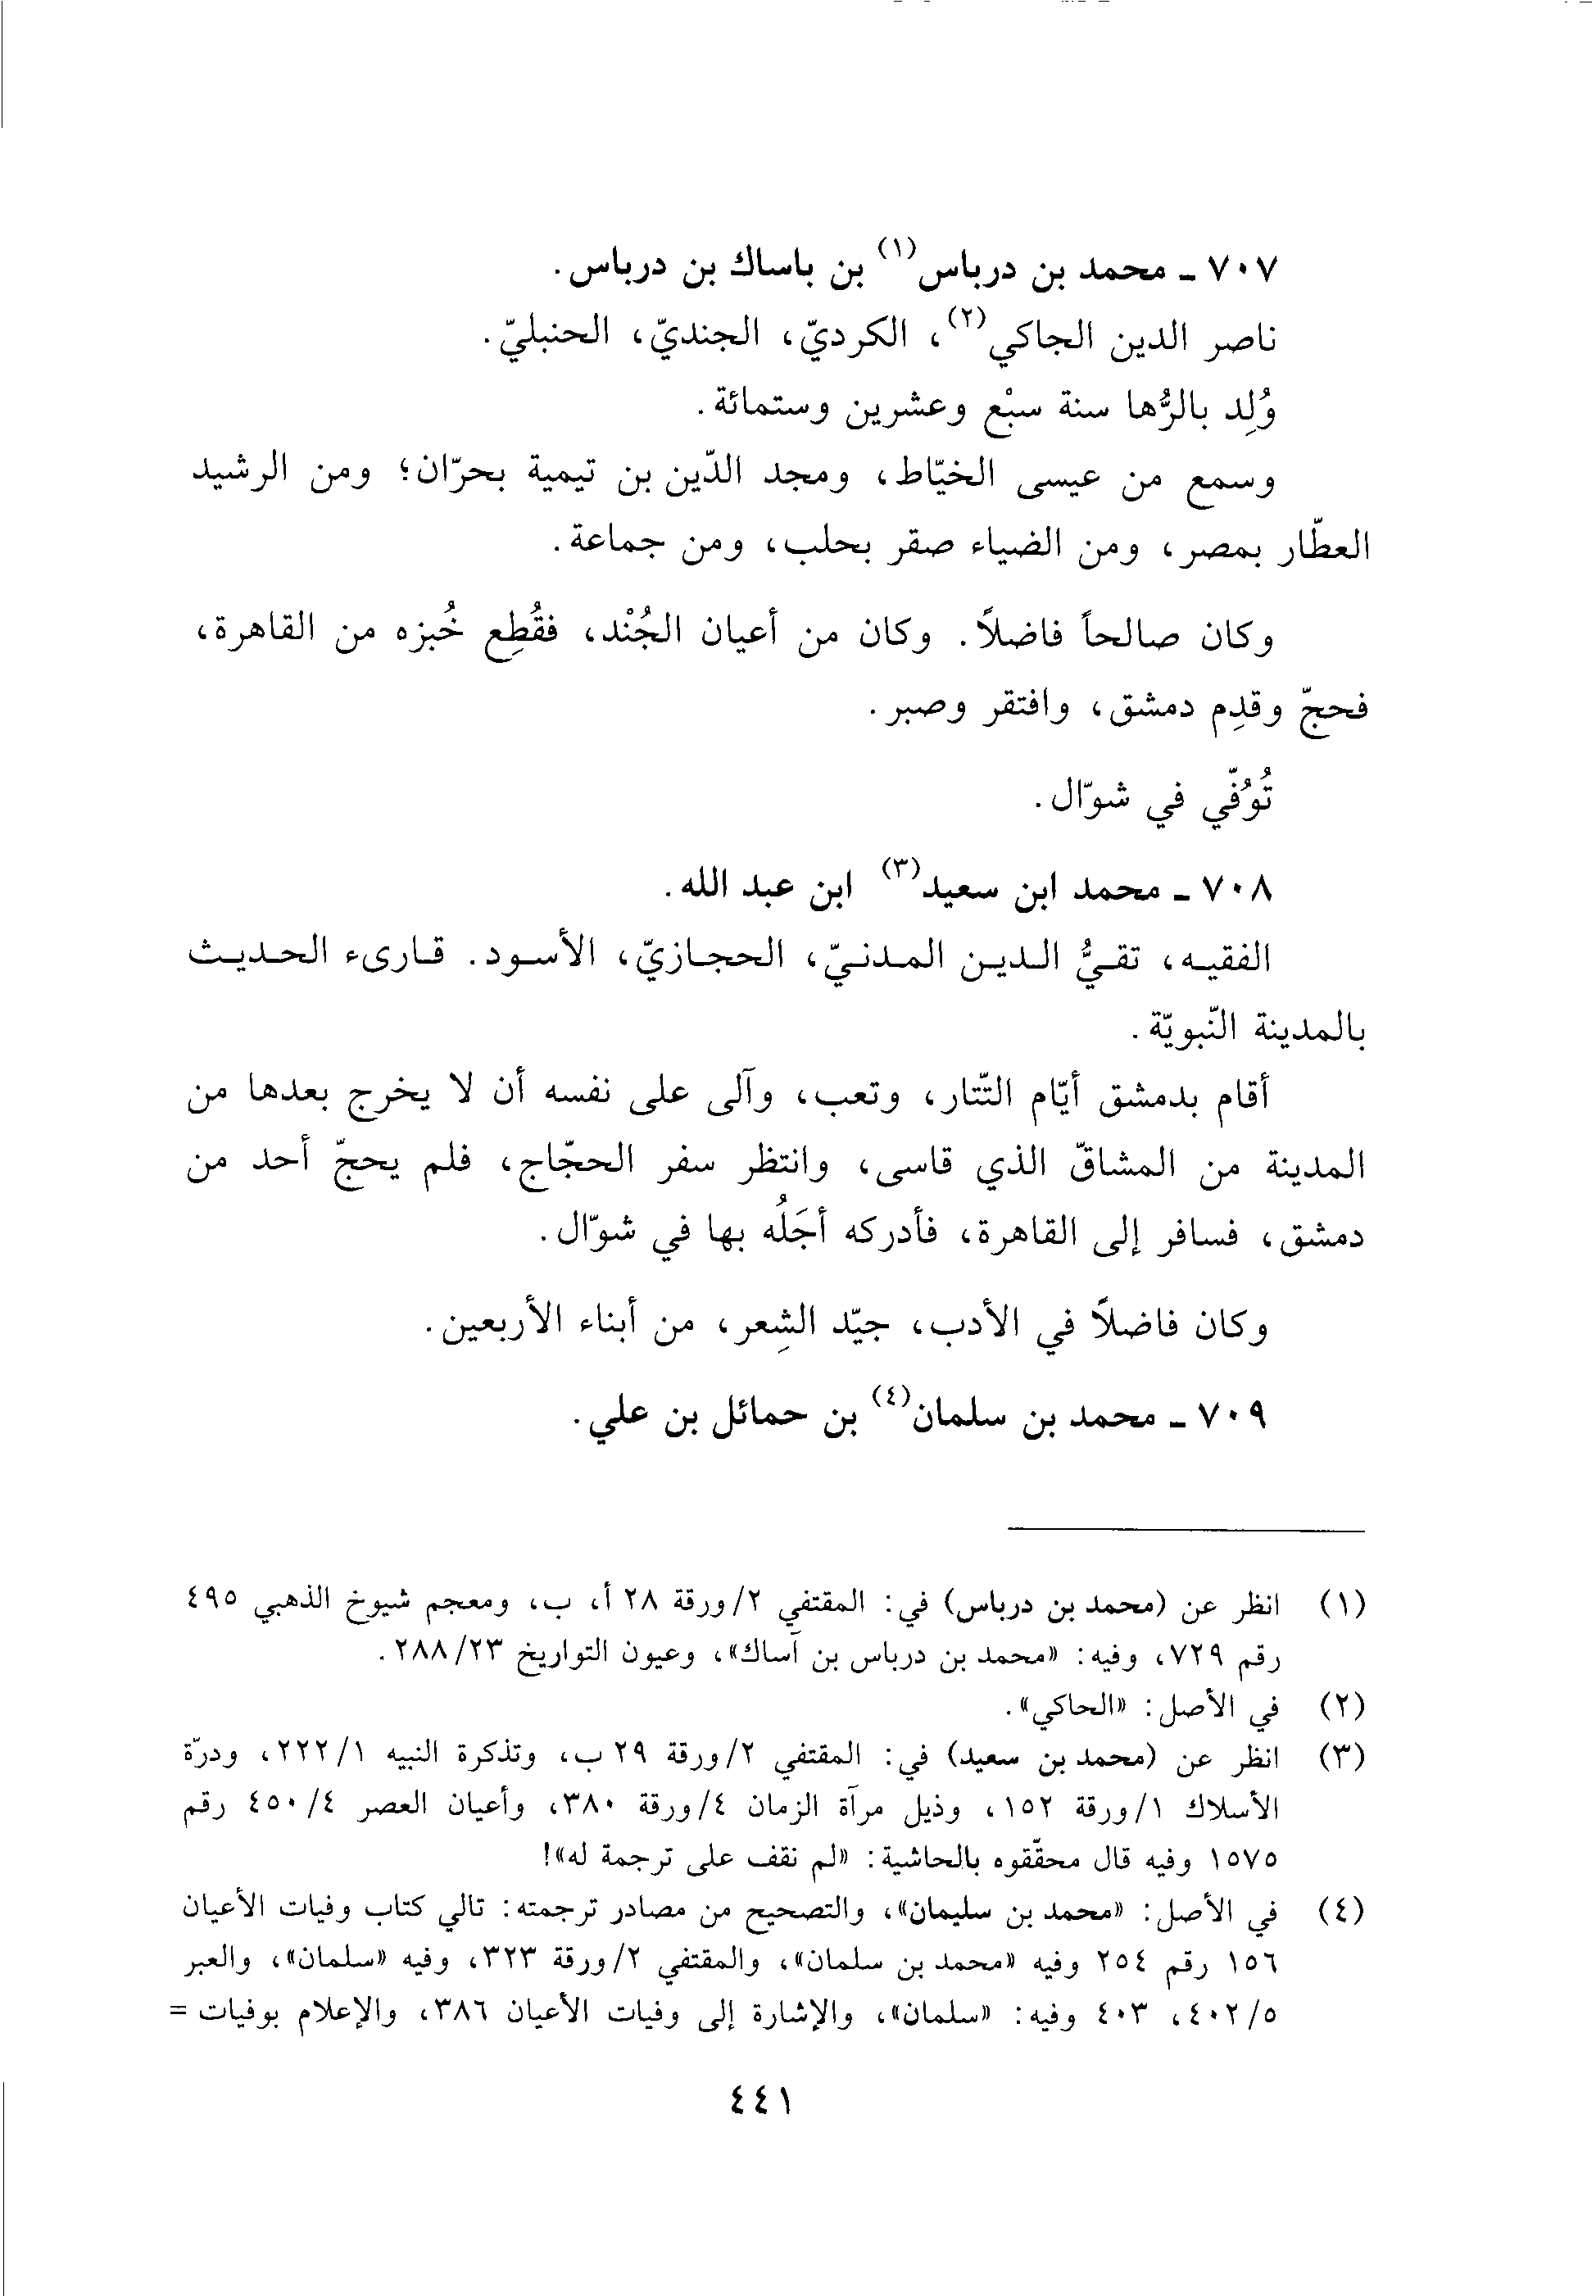 ٧٠٧ ـ محمد بن درباس(١) بن باساك بن درباس.
ناصر الدين الجاكي(٢)، الكرديّ، الجنديّ، الحنبليّ.
وُلِد بالرُّها سنة سبْع وعشرين وستمائة.
وسمع من عيسى الخيّاط، ومجد الدّين بن تيمية بحرّان؛ ومن الرشيد
العطّار بمصر، ومن الضياء صقر بحلب، ومن جماعة.
وكان صالحاً فاضلاً. وكان من أعيان الجُنْد، فقُطِع خُبزه من القاهرة،
فحجّ وقدِم دمشق، وافتقر وصبر.
تُوُفّي في شوّال.
٧٠٨ ـ محمد ابن سعيد(٣) ابن عبد الله.
الفقيه، تقيُّ الدين المدنيّ، الحجازيّ، الأسود. قارىء الحديث
بالمدينة النّبويّة.
أقام بدمشق أيّام التّتار، وتعب، وآلى على نفسه أن لا يخرج بعدها من
المدينة من المشاقّ الذي قاسى، وانتظر سفر الحجّاج، فلم يحجّ أحد من
دمشق، فسافر إلى القاهرة، فأدركه أجَلُه بها في شوّال.
وكان فاضلاً في الأدب، جيّد الشِعر، من أبناء الأربعين.
٧٠٩ ـ محمد بن سلمان(٤) بن حمائل بن علي.
(١) انظر عن (محمد بن درباس) في: المقتفي ٢/ورقة ٢٨ أ، ب، ومعجم شيوخ الذهبي ٤٩٥
رقم ٧٢٩، وفيه: «محمد بن درباس بن آساك»، وعيون التواريخ ٢٨٨/٢٣.
(٢) في الأصل: «الحاكي».
(٣) انظر عن (محمد بن سعيد) في: المقتفي ٢/ورقة ٢٩ ب، وتذكرة النبيه ٢٢٢/١، ودرّة
الأسلاك ١/ورقة ١٥٢، وذيل مرآة الزمان ٤/ورقة ٣٨٠، وأعيان العصر ٤٥٠/٤ رقم
١٥٧٥ وفيه قال محقّقوه بالحاشية: «لم نقف على ترجمة له»!
(٤) في الأصل: «محمد بن سليمان»، والتصحيح من مصادر ترجمته: تالي كتاب وفيات الأعيان
١٥٦ رقم ٢٥٤ وفيه «محمد بن سلمان»، والمقتفي ٢/ورقة ٣٢٣، وفيه «سلمان»، والعبر
٤٠٢/٥، ٤٠٣ وفيه: «سلمان»، والإشارة إلى وفيات الأعيان ٣٨٦، والإعلام بوفيات =
٤٤١